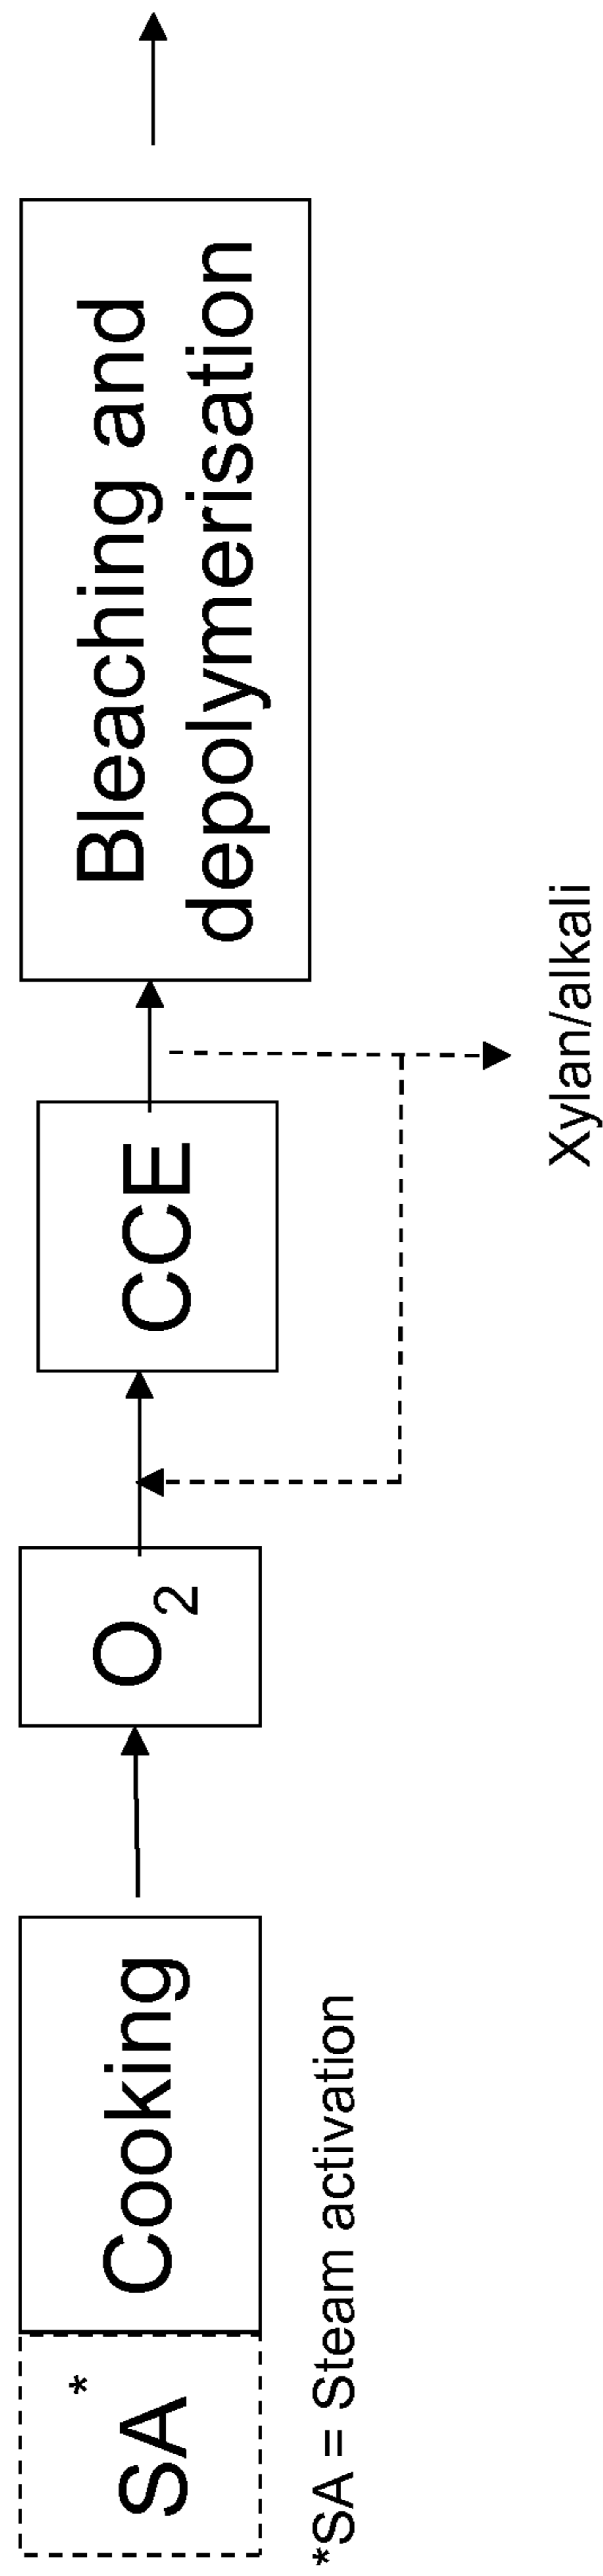 SA*
Cooking
O2
CCE
Bleaching and
depolymerisation
Xylan/alkali
*SA = Steam activation